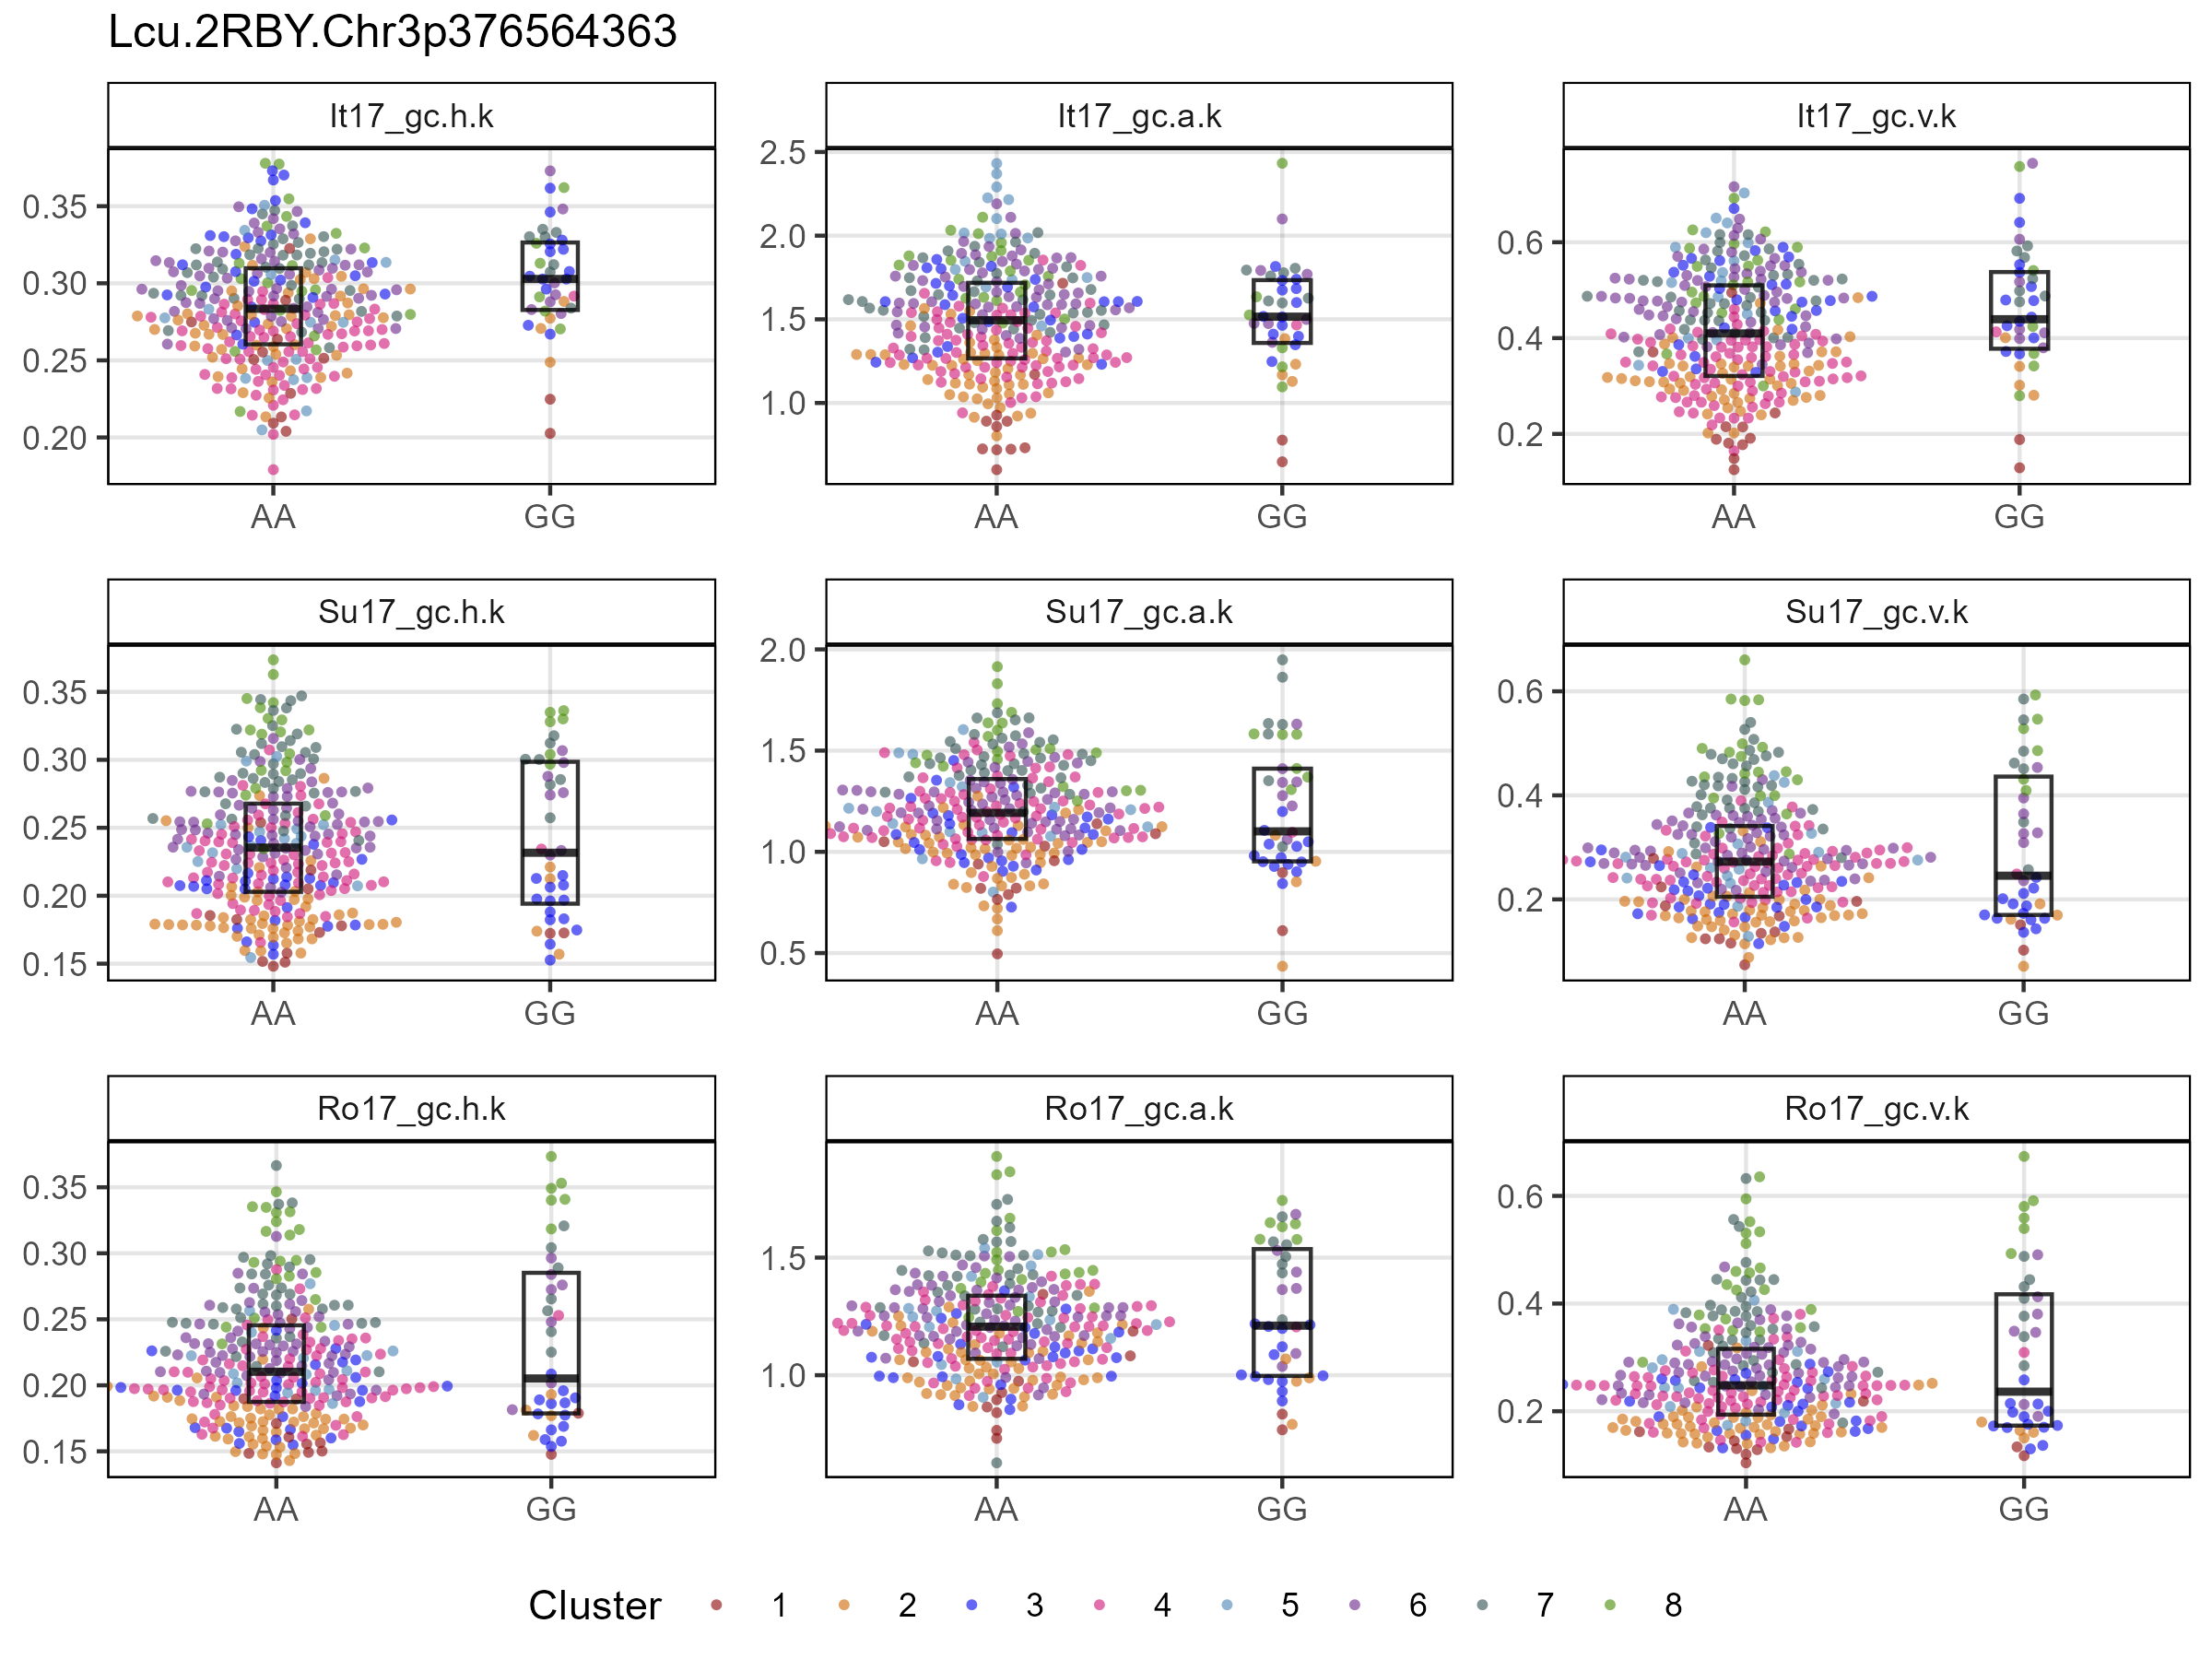 Lcu.2RBY.Chr3p376564363
It17_gc.h.k
It17_gc.a.k
It17_gc.v.k
0.35
0.30
0.25
0.20
AA
GG
2.5
2.0
1.5
1.0
AA
GG
0.6
0.4
0.2
AA
GG
Su17_gc.h.k
Su17_gc.a.k
Su17_gc.v.k
0.35
0.30
0.25
0.20
0.15
AA
GG
2.0
1.5
1.0
0.5
AA
GG
0.6
0.4
0.2
AA
GG
Ro17_gc.h.k
Ro17_gc.a.k
Ro17_gc.v.k
0.35
0.30
0.25
0.20
0.15
AA
GG
1.5
1.0
AA
GG
0.6
0.4
0.2
AA
GG
Cluster 1 2 3 4 5 6 7 8